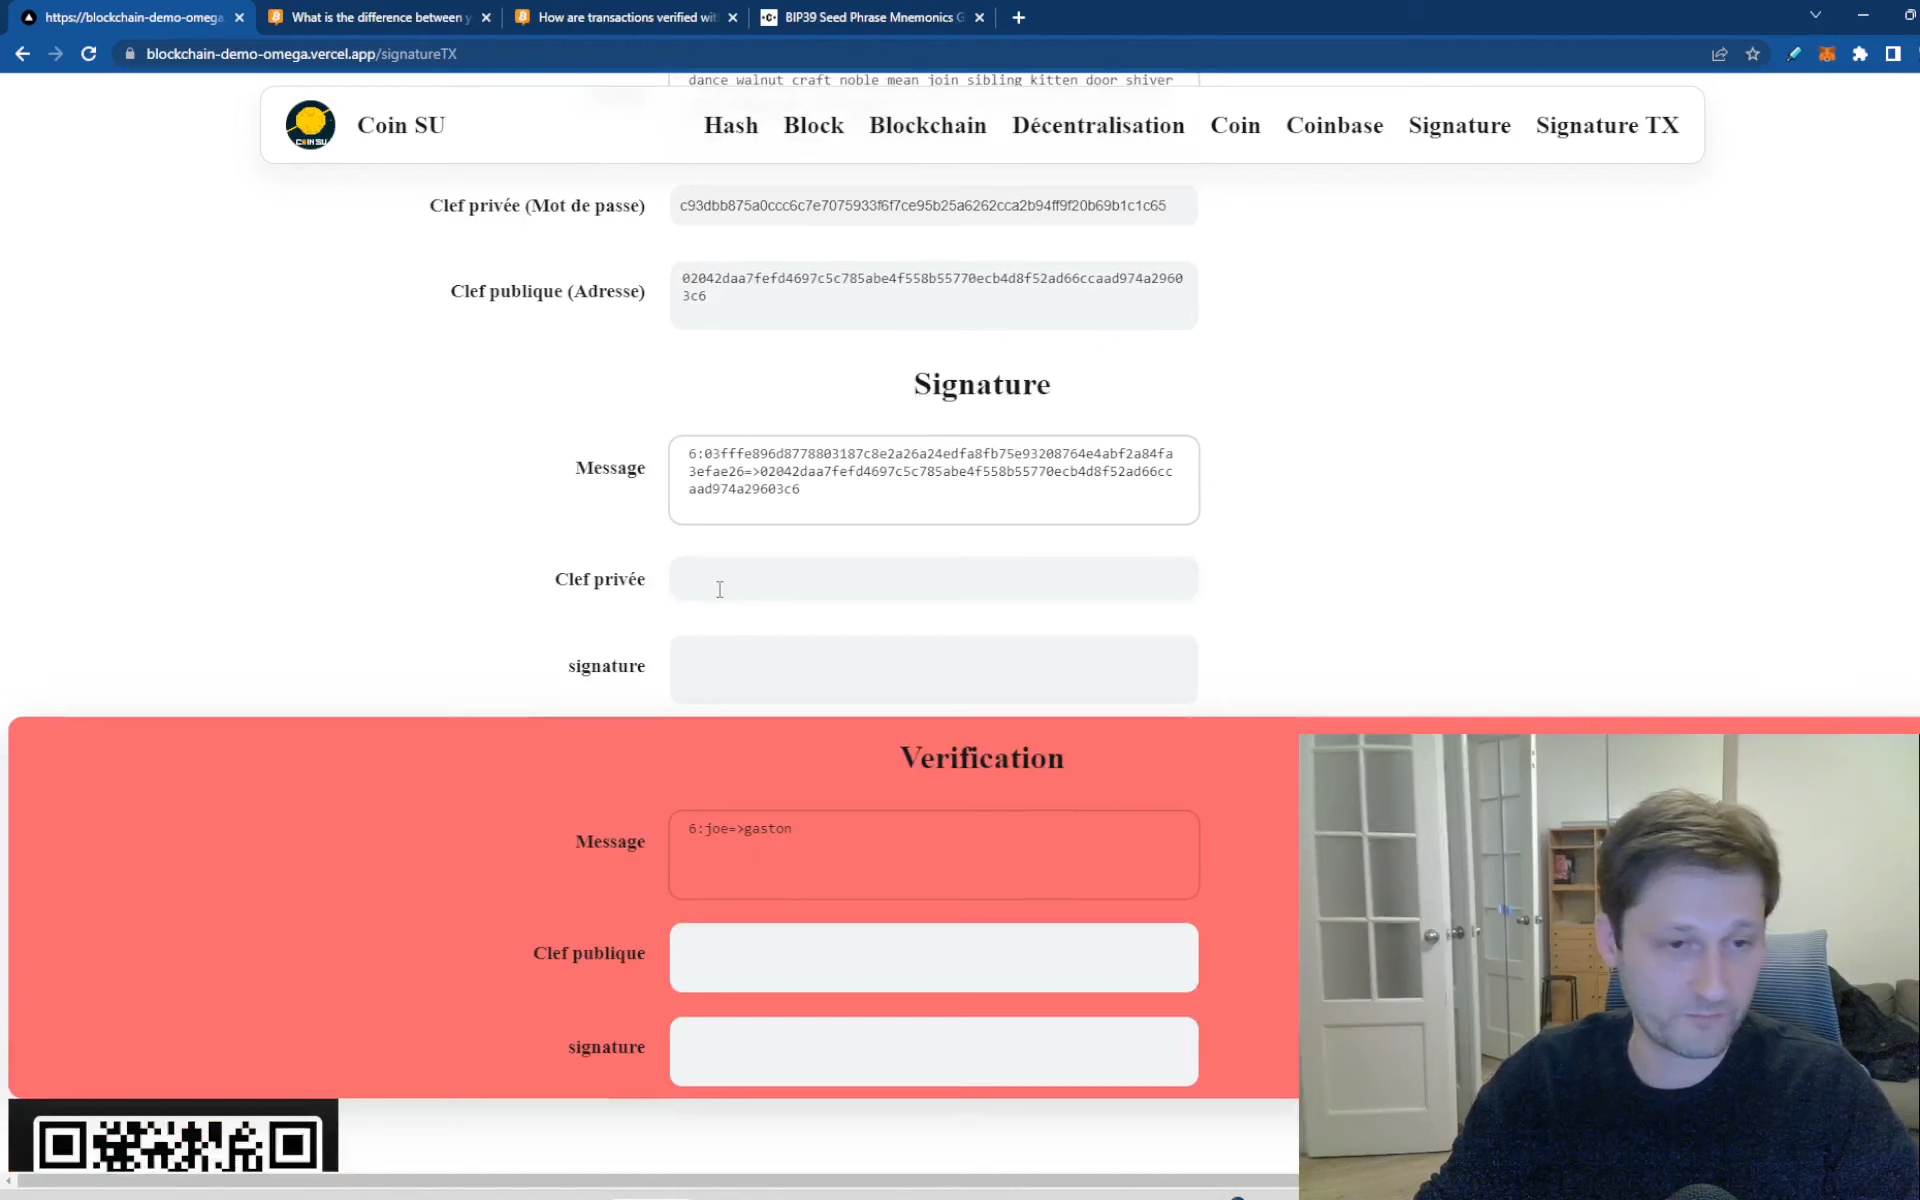 https://blockchain-demo-omega
What is the difference between y
How are transactions verified wit
BIP39 Seed Phrase Mnemonics G
blockchain-demo-omega.vercel.app/signatureTX
dance walnut craft noble mean join sibling kitten door shiver
COIN SU
Coin SU
Hash
Block
Blockchain
Décentralisation
Coin
Coinbase
Signature
Signature TX
Clef privée (Mot de passe)
c93dbb875a0ccc6c7e7075933f6f7ce95b25a6262cca2b94ff9f20b69b1c1c65
Clef publique (Adresse)
02042daa7fefd4697c5c785abe4f558b55770ecb4d8f52ad66ccaad974a2960
3c6
Signature
Message
6:03fffe896d8778803187c8e2a26a24edfa8fb75e93208764e4abf2a84fa
3efae26=>02042daa7fefd4697c5c785abe4f558b55770ecb4d8f52ad66cc
aad974a29603c6
Clef privée
signature
Verification
Message
6:joe=>gaston
Clef publique
signature